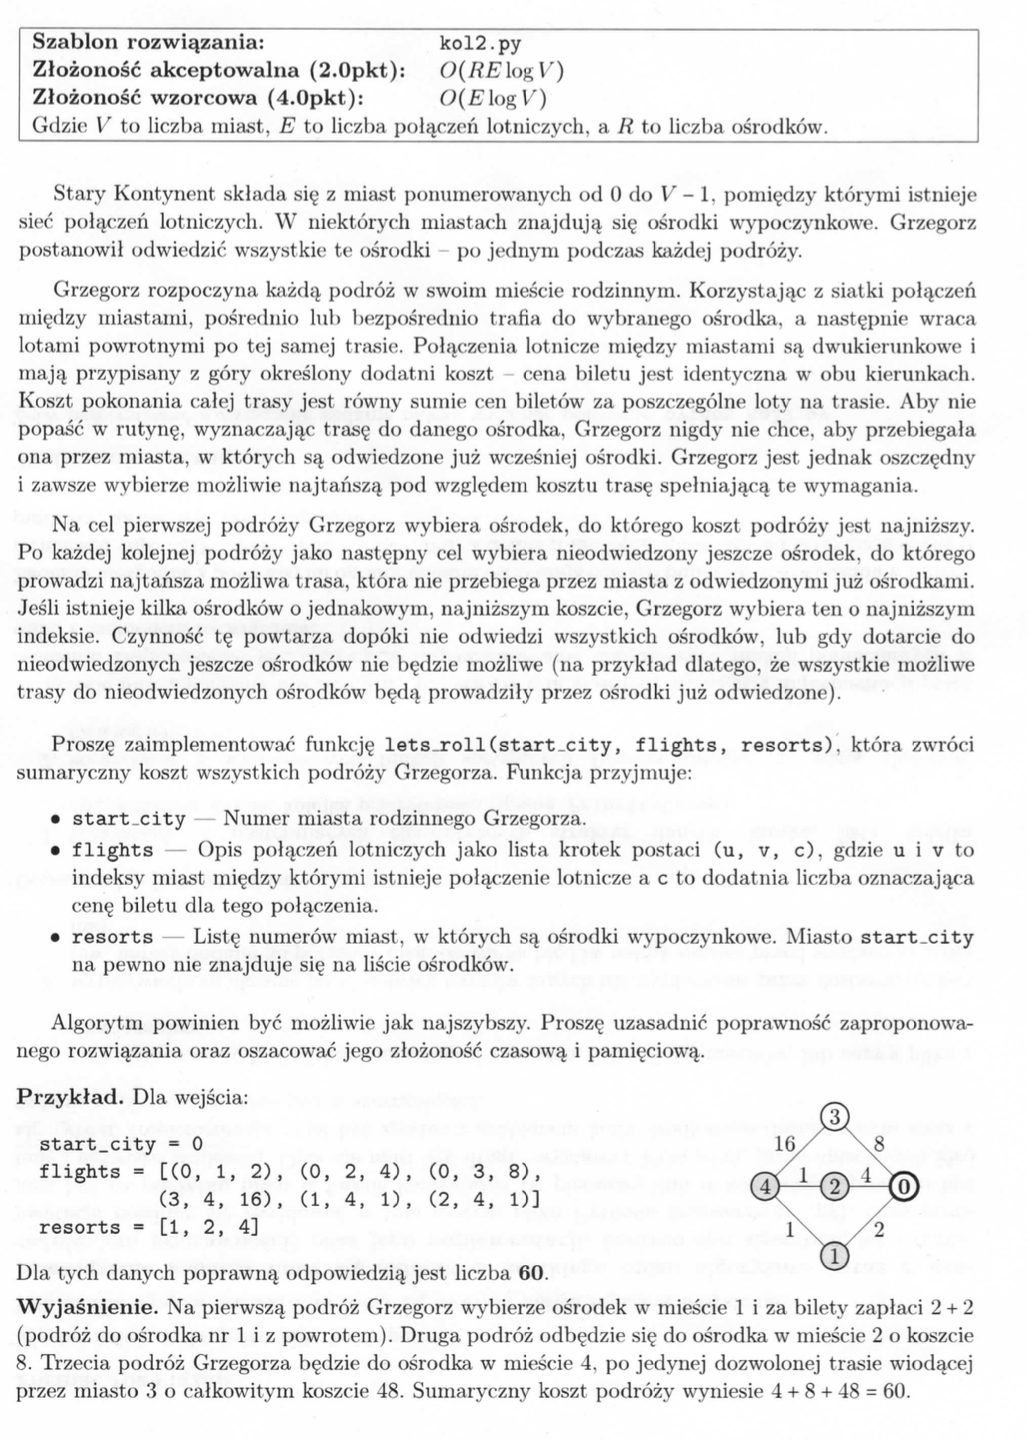 Szablon rozwiązania: kol2.py
Złożoność akceptowalna (2.0pkt): O(RE log V)
Złożoność wzorcowa (4.0pkt): O(E log V)
Gdzie V to liczba miast, E to liczba połączeń lotniczych, a R to liczba ośrodków.
Stary Kontynent składa się z miast ponumerowanych od 0 do V − 1, pomiędzy którymi istnieje
sieć połączeń lotniczych. W niektórych miastach znajdują się ośrodki wypoczynkowe. Grzegorz
postanowił odwiedzić wszystkie te ośrodki – po jednym podczas każdej podróży.
Grzegorz rozpoczyna każdą podróż w swoim mieście rodzinnym. Korzystając z siatki połączeń
między miastami, pośrednio lub bezpośrednio trafia do wybranego ośrodka, a następnie wraca
lotami powrotnymi po tej samej trasie. Połączenia lotnicze między miastami są dwukierunkowe i
mają przypisany z góry określony dodatni koszt – cena biletu jest identyczna w obu kierunkach.
Koszt pokonania całej trasy jest równy sumie cen biletów za poszczególne loty na trasie. Aby nie
popaść w rutynę, wyznaczając trasę do danego ośrodka, Grzegorz nigdy nie chce, aby przebiegała
ona przez miasta, w których są odwiedzone już wcześniej ośrodki. Grzegorz jest jednak oszczędny
i zawsze wybierze możliwie najtańszą pod względem kosztu trasę spełniającą te wymagania.
Na cel pierwszej podróży Grzegorz wybiera ośrodek, do którego koszt podróży jest najniższy.
Po każdej kolejnej podróży jako następny cel wybiera nieodwiedzony jeszcze ośrodek, do którego
prowadzi najtańsza możliwa trasa, która nie przebiega przez miasta z odwiedzonymi już ośrodkami.
Jeśli istnieje kilka ośrodków o jednakowym, najniższym koszcie, Grzegorz wybiera ten o najniższym
indeksie. Czynność tę powtarza dopóki nie odwiedzi wszystkich ośrodków, lub gdy dotarcie do
nieodwiedzonych jeszcze ośrodków nie będzie możliwe (na przykład dlatego, że wszystkie możliwe
trasy do nieodwiedzonych ośrodków będą prowadziły przez ośrodki już odwiedzone).
Proszę zaimplementować funkcję lets_roll(start_city, flights, resorts), która zwróci
sumaryczny koszt wszystkich podróży Grzegorza. Funkcja przyjmuje:
• start_city — Numer miasta rodzinnego Grzegorza.
• flights — Opis połączeń lotniczych jako lista krotek postaci (u, v, c), gdzie u i v to
indeksy miast między którymi istnieje połączenie lotnicze a c to dodatnia liczba oznaczająca
cenę biletu dla tego połączenia.
• resorts — Listę numerów miast, w których są ośrodki wypoczynkowe. Miasto start_city
na pewno nie znajduje się na liście ośrodków.
Algorytm powinien być możliwie jak najszybszy. Proszę uzasadnić poprawność zaproponowa-
nego rozwiązania oraz oszacować jego złożoność czasową i pamięciową.
Przykład. Dla wejścia:
start_city = 0
flights = [(0, 1, 2), (0, 2, 4), (0, 3, 8),
(3, 4, 16), (1, 4, 1), (2, 4, 1)]
resorts = [1, 2, 4]
3
16 8
4 1 2 4 0
1 2
1
Dla tych danych poprawną odpowiedzią jest liczba 60.
Wyjaśnienie. Na pierwszą podróż Grzegorz wybierze ośrodek w mieście 1 i za bilety zapłaci 2 + 2
(podróż do ośrodka nr 1 i z powrotem). Druga podróż odbędzie się do ośrodka w mieście 2 o koszcie
8. Trzecia podróż Grzegorza będzie do ośrodka w mieście 4, po jedynej dozwolonej trasie wiodącej
przez miasto 3 o całkowitym koszcie 48. Sumaryczny koszt podróży wyniesie 4 + 8 + 48 = 60.